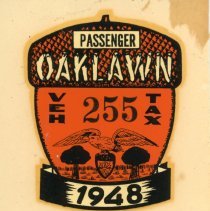 PASSENGER
OAKLAWN
VEH 255 TAX
1948